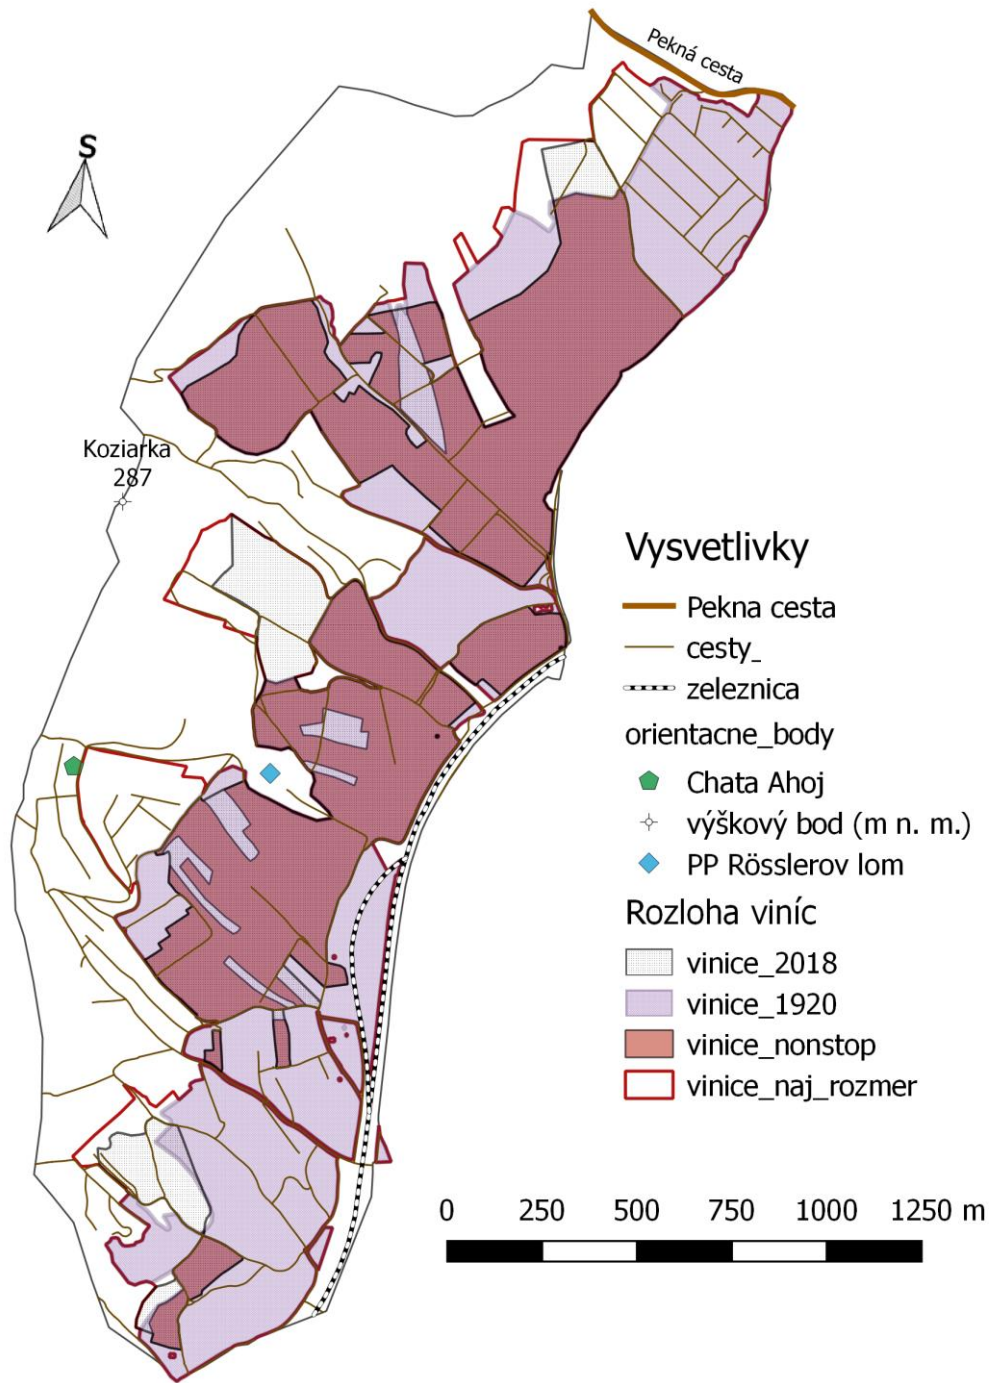 Pekná cesta
S
Koziarka
287
Vysvetlivky
Pekna cesta
cesty_
zeleznica
orientacne_body
Chata Ahoj
výškový bod (m n. m.)
PP Rösslerov lom
Rozloha viníc
vinice_2018
vinice_1920
vinice_nonstop
vinice_naj_rozmer
0 250 500 750 1000 1250 m